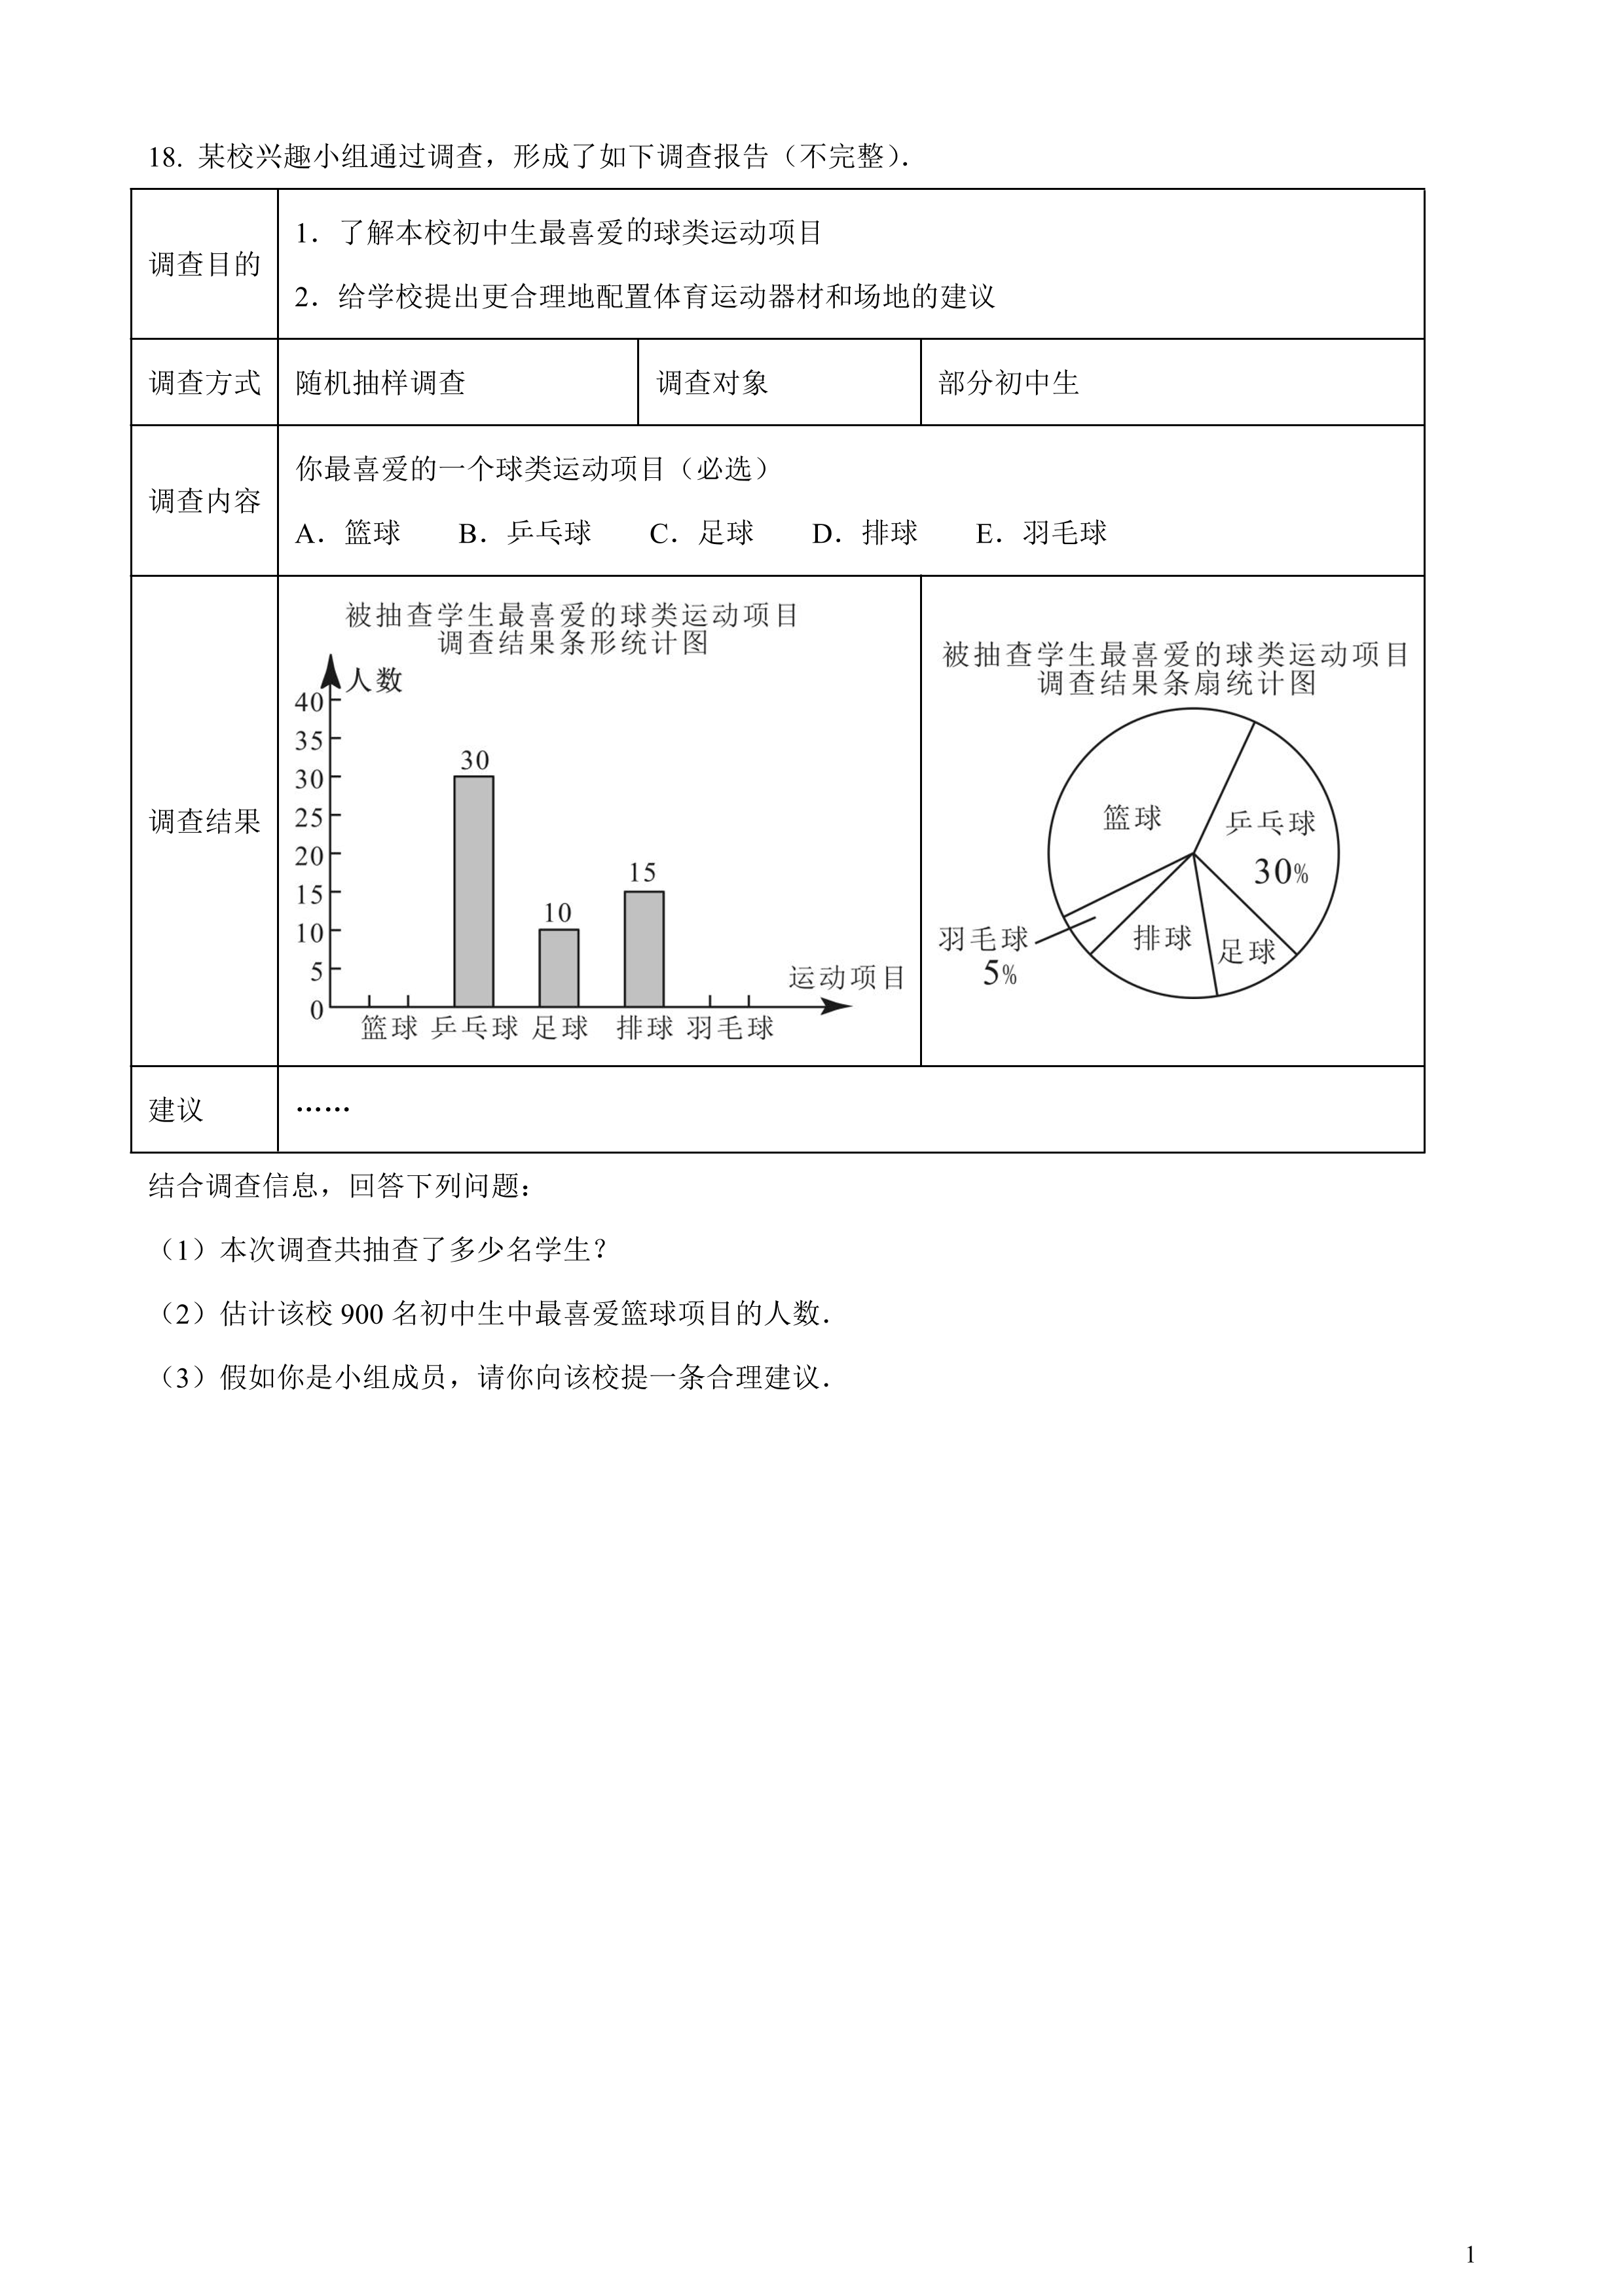 18. 某校兴趣小组通过调查，形成了如下调查报告（不完整）.
调查目的
1．了解本校初中生最喜爱的球类运动项目
2．给学校提出更合理地配置体育运动器材和场地的建议
调查方式 随机抽样调查 调查对象 部分初中生
调查内容
你最喜爱的一个球类运动项目（必选）
A．篮球 B．乒乓球 C．足球 D．排球 E．羽毛球
调查结果
被抽查学生最喜爱的球类运动项目
调查结果条形统计图
人数
40
35
30
25
20
15
10
5
0
30
10
15
运动项目
篮球 乒乓球 足球 排球 羽毛球
被抽查学生最喜爱的球类运动项目
调查结果条扇统计图
篮球
乒乓球
30%
羽毛球
5%
排球
足球
建议 ……
结合调查信息，回答下列问题：
（1）本次调查共抽查了多少名学生？
（2）估计该校 900 名初中生中最喜爱篮球项目的人数．
（3）假如你是小组成员，请你向该校提一条合理建议．
1